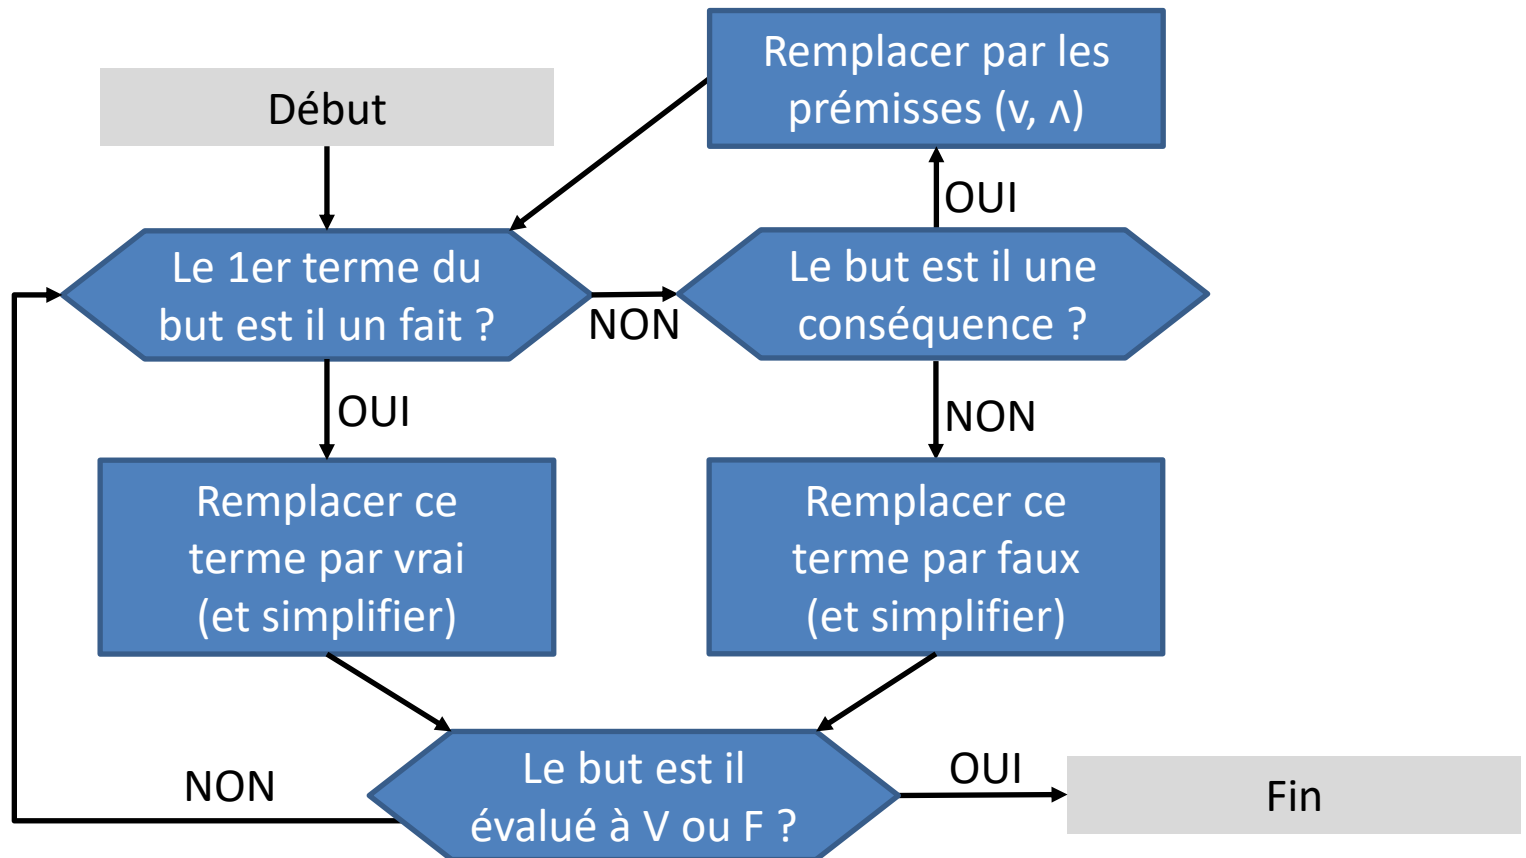 Début
Remplacer par les
prémisses (v, ʌ)
OUI
Le 1er terme du
but est il un fait ?
NON
Le but est il une
conséquence ?
OUI
NON
Remplacer ce
terme par vrai
(et simplifier)
Remplacer ce
terme par faux
(et simplifier)
NON
Le but est il
évalué à V ou F ?
OUI
Fin